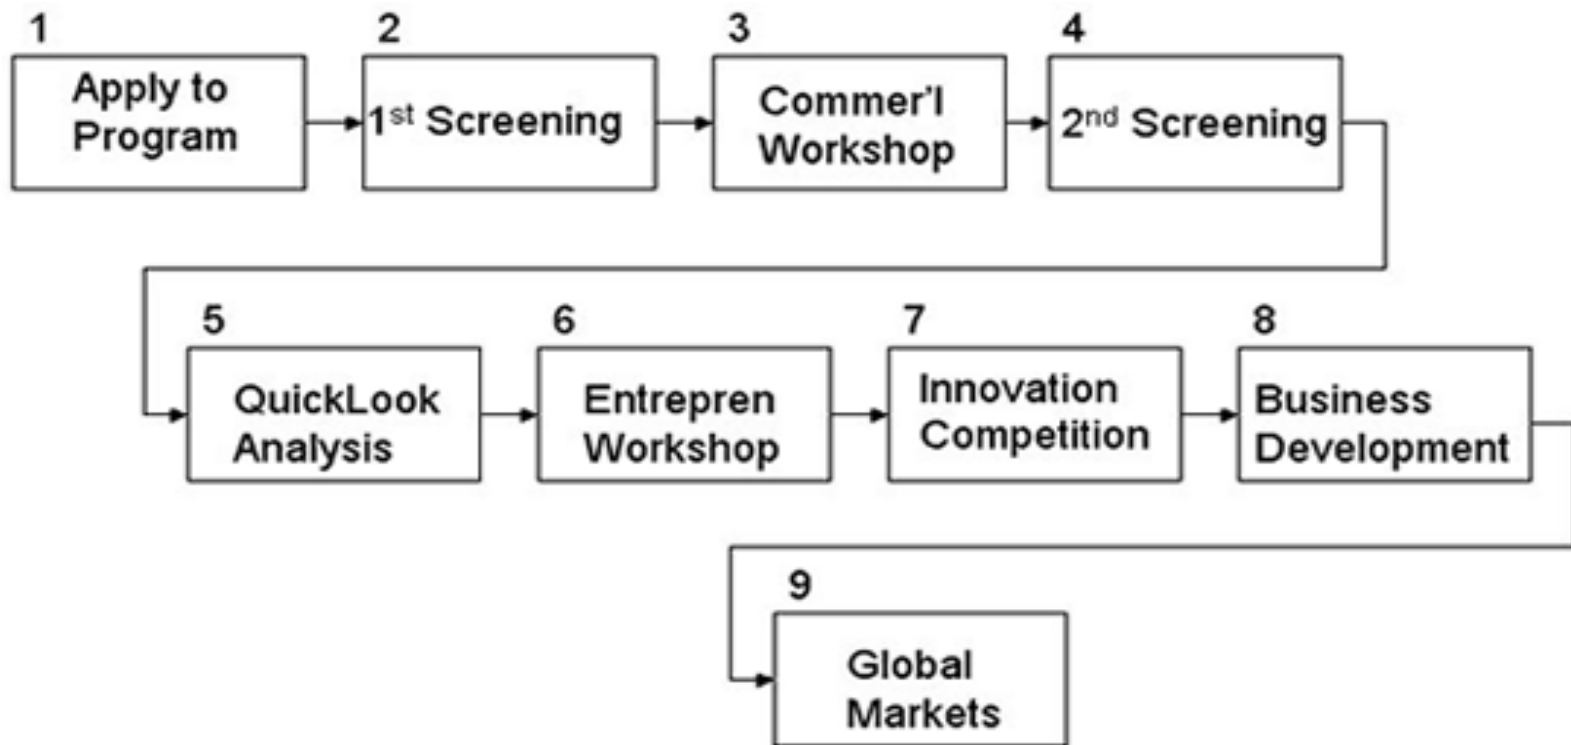 1
Apply to
Program
2
1st Screening
3
Commer'l
Workshop
4
2nd Screening
5
QuickLook
Analysis
6
Entrepren
Workshop
7
Innovation
Competition
8
Business
Development
9
Global
Markets